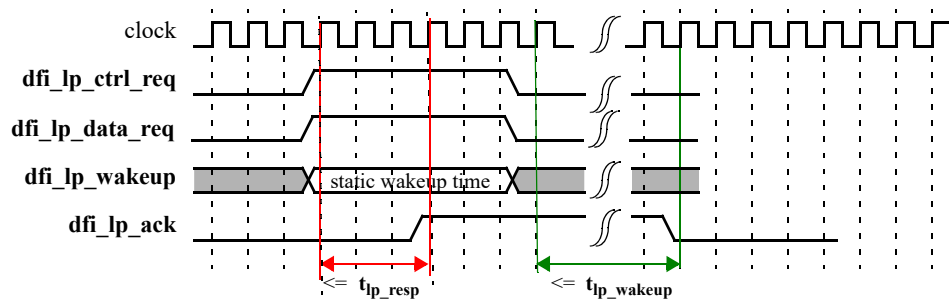 clock
dfi_lp_ctrl_req
dfi_lp_data_req
dfi_lp_wakeup static wakeup time
dfi_lp_ack
<= tlp_resp <= tlp_wakeup